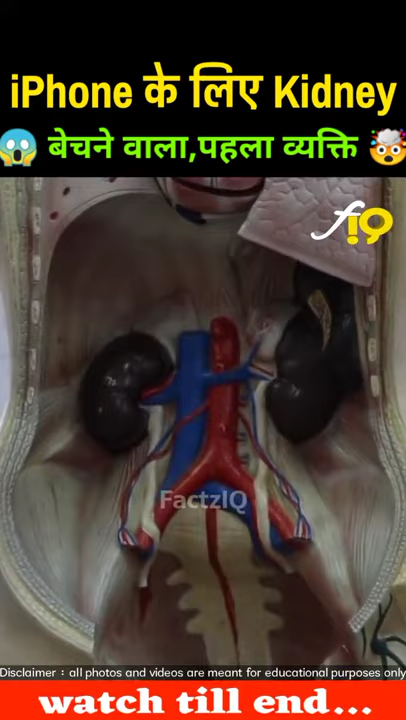 iPhone के लिए Kidney
😱 बेचने वाला,पहला व्यक्ति 🤯
fiq
FactzIQ
Disclaimer : all photos and videos are meant for educational purposes only
watch till end...